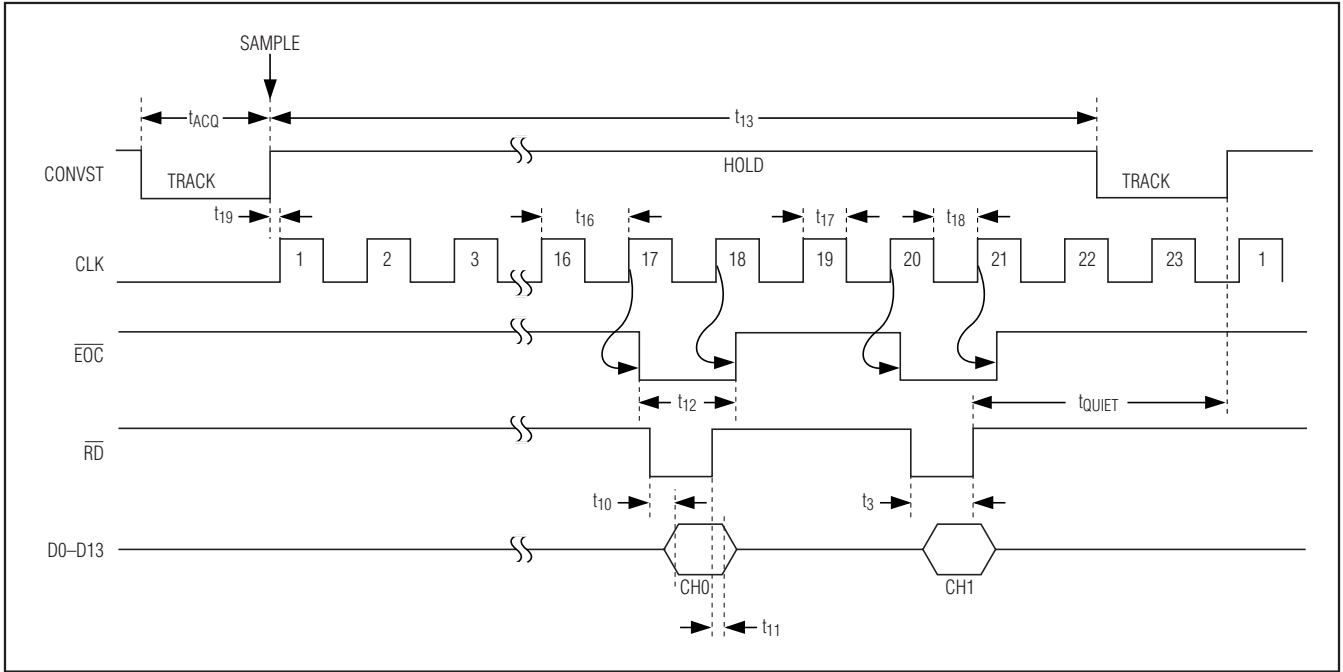 SAMPLE
tACQ
t13
CONVST
TRACK
HOLD
TRACK
t19
t16
t17
t18
CLK
1 2 3 16 17 18 19 20 21 22 23 1
EOC
t12
tQUIET
RD
t10
t3
D0–D13
CH0
CH1
t11